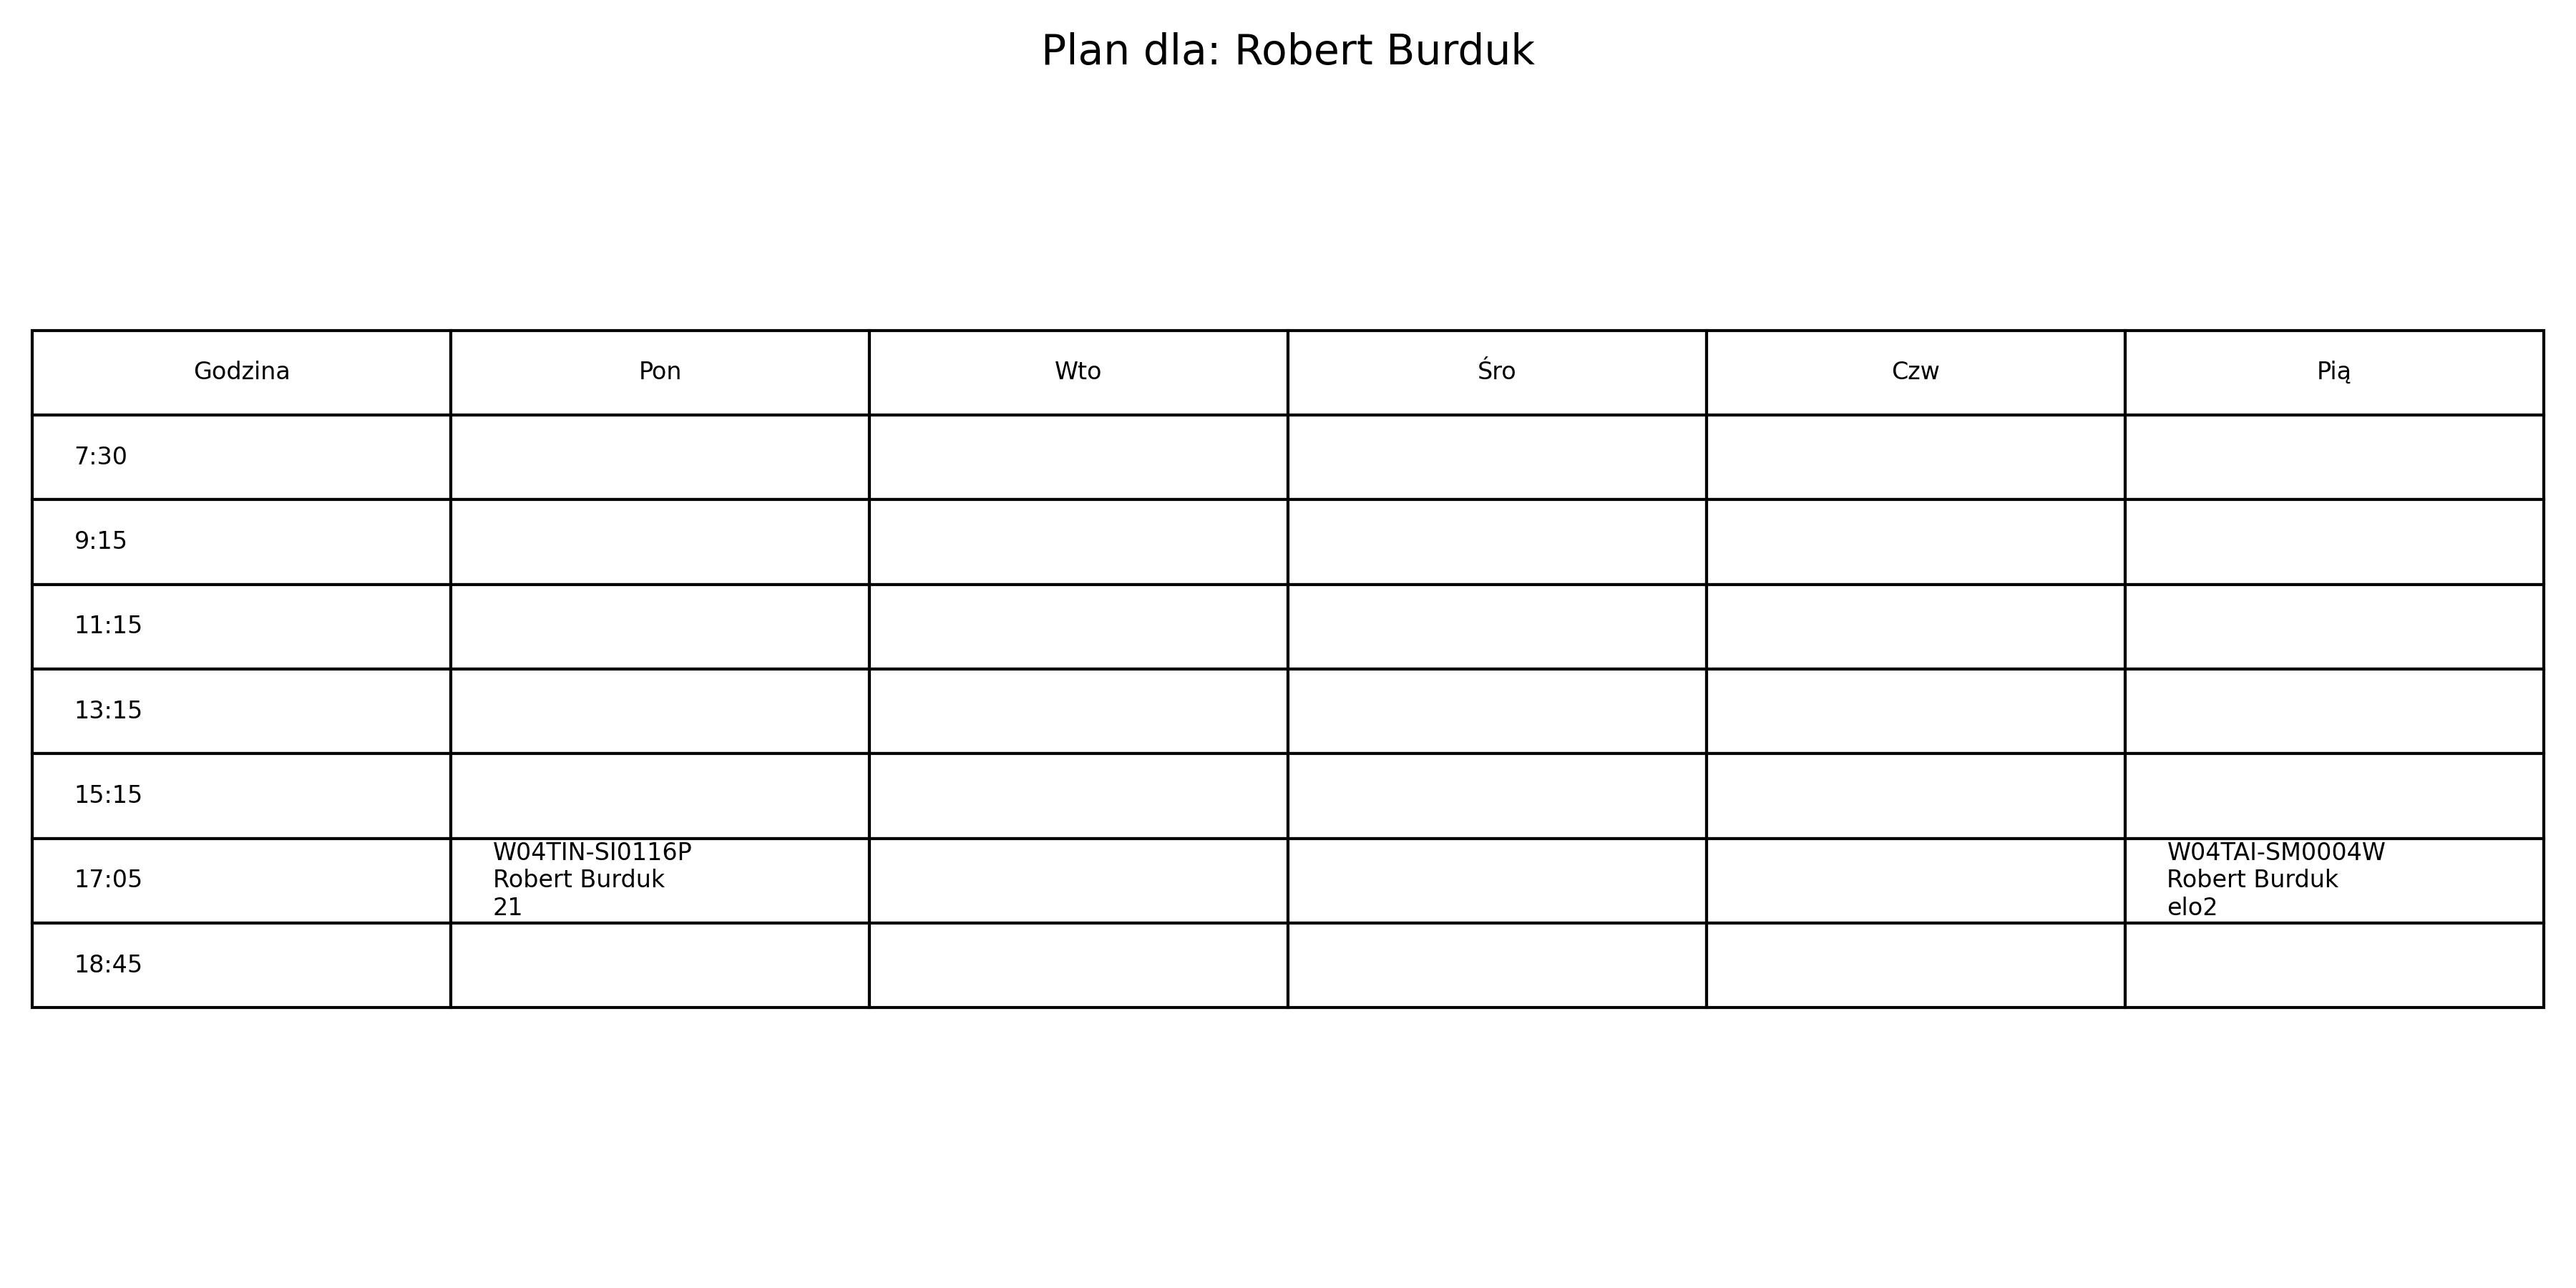 Plan dla: Robert Burduk
Godzina Pon Wto Śro Czw Pią
7:30
9:15
11:15
13:15
15:15
17:05
W04TIN-SI0116P
Robert Burduk
21
W04TAI-SM0004W
Robert Burduk
elo2
18:45